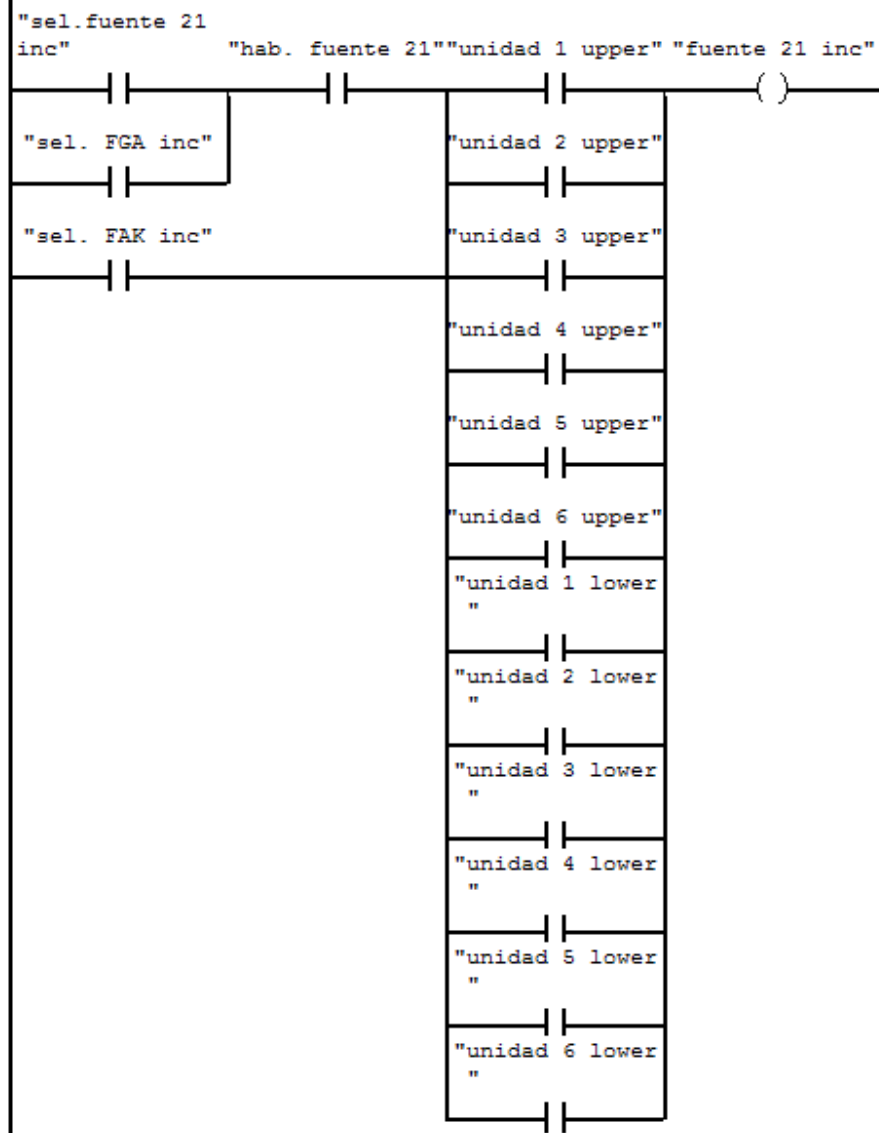 "sel.fuente 21
inc"
"hab. fuente 21"
"unidad 1 upper"
"fuente 21 inc"
"sel. FGA inc"
"unidad 2 upper"
"sel. FAK inc"
"unidad 3 upper"
"unidad 4 upper"
"unidad 5 upper"
"unidad 6 upper"
"unidad 1 lower
"
"unidad 2 lower
"
"unidad 3 lower
"
"unidad 4 lower
"
"unidad 5 lower
"
"unidad 6 lower
"